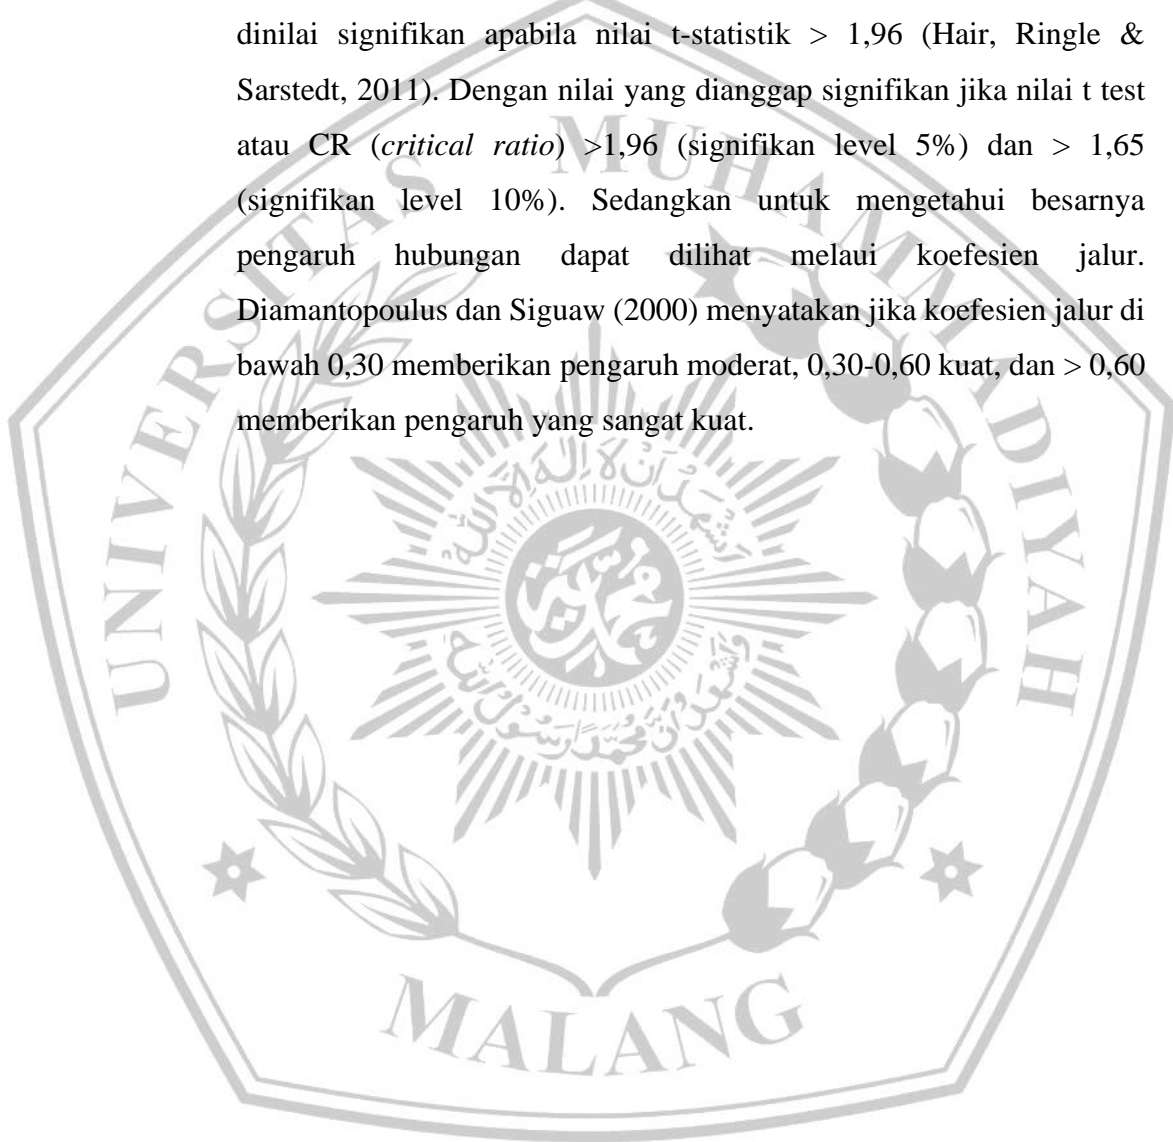 dinilai signifikan apabila nilai t-statistik > 1,96 (Hair, Ringle &
Sarstedt, 2011). Dengan nilai yang dianggap signifikan jika nilai t test
atau CR (critical ratio) >1,96 (signifikan level 5%) dan > 1,65
(signifikan level 10%). Sedangkan untuk mengetahui besarnya
pengaruh hubungan dapat dilihat melaui koefesien jalur.
Diamantopoulus dan Siguaw (2000) menyatakan jika koefesien jalur di
bawah 0,30 memberikan pengaruh moderat, 0,30-0,60 kuat, dan > 0,60
memberikan pengaruh yang sangat kuat.
UNIVERSITAS MUHAMMADIYAH
MALANG